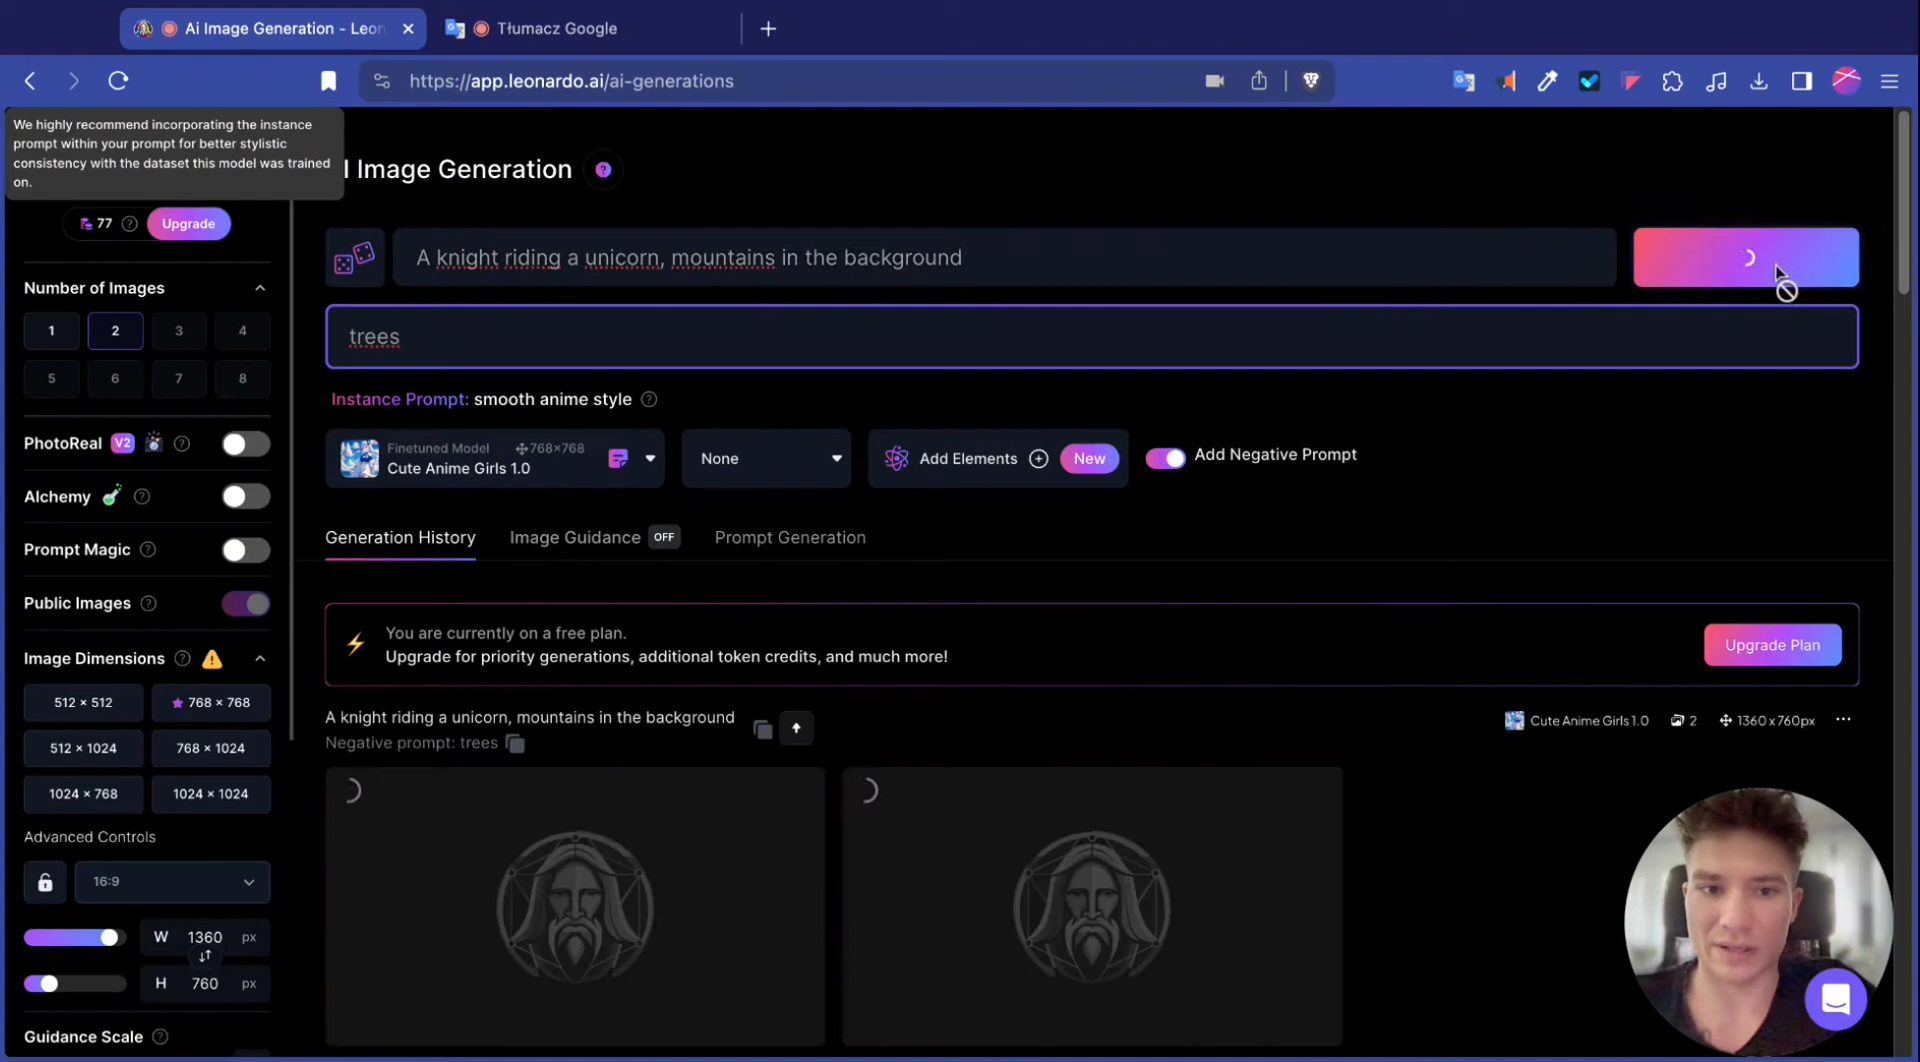 Ai Image Generation - Leon
Tłumacz Google
https://app.leonardo.ai/ai-generations
We highly recommend incorporating the instance
prompt within your prompt for better stylistic
consistency with the dataset this model was trained
on.
I Image Generation
?
77
?
Upgrade
A knight riding a unicorn, mountains in the background
trees
Number of Images
1
2
3
4
5
6
7
8
Instance Prompt: smooth anime style ?
Finetuned Model
768×768
Cute Anime Girls 1.0
None
Add Elements
New
Add Negative Prompt
PhotoReal V2 ?
Alchemy ?
Prompt Magic ?
Public Images ?
Generation History
Image Guidance OFF
Prompt Generation
You are currently on a free plan.
Upgrade for priority generations, additional token credits, and much more!
Upgrade Plan
Image Dimensions ?
512 × 512
768 × 768
512 × 1024
768 × 1024
1024 × 768
1024 × 1024
A knight riding a unicorn, mountains in the background
Negative prompt: trees
Cute Anime Girls 1.0
2
1360 x 760px
Advanced Controls
16:9
W 1360 px
H 760 px
Guidance Scale ?